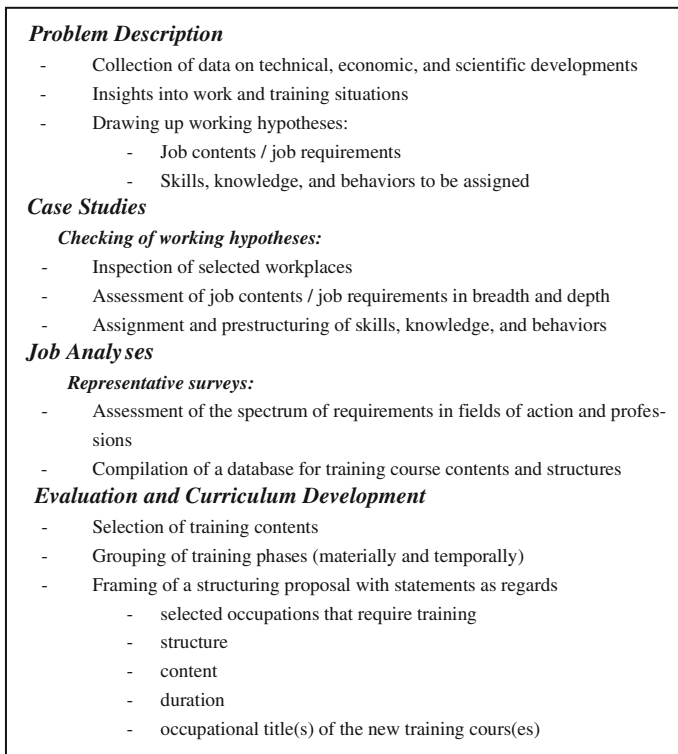 Problem Description
- Collection of data on technical, economic, and scientific developments
- Insights into work and training situations
- Drawing up working hypotheses:
- Job contents / job requirements
- Skills, knowledge, and behaviors to be assigned
Case Studies
Checking of working hypotheses:
- Inspection of selected workplaces
- Assessment of job contents / job requirements in breadth and depth
- Assignment and prestructuring of skills, knowledge, and behaviors
Job Analyses
Representative surveys:
- Assessment of the spectrum of requirements in fields of action and profes-
sions
- Compilation of a database for training course contents and structures
Evaluation and Curriculum Development
- Selection of training contents
- Grouping of training phases (materially and temporally)
- Framing of a structuring proposal with statements as regards
- selected occupations that require training
- structure
- content
- duration
- occupational title(s) of the new training cours(es)